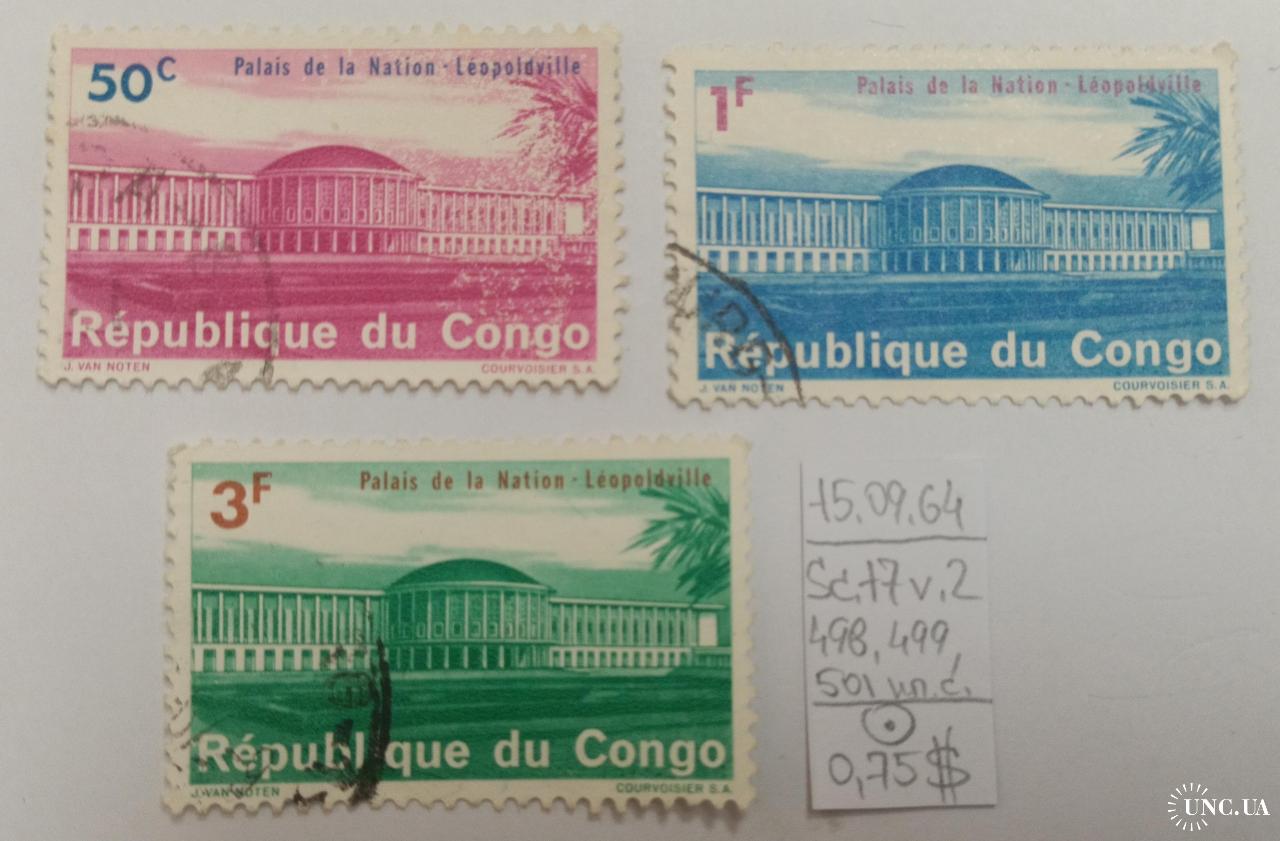 50C
Palais de la Nation - Léopoldville
République du Congo
J. VAN NOTEN
COURVOISIER S.A.
1F
Palais de la Nation - Léopoldville
République du Congo
J. VAN NOTEN
COURVOISIER S.A.
3F
Palais de la Nation - Léopoldville
République du Congo
J. VAN NOTEN
COURVOISIER S.A.
15.09.64
Sc.17 v.2
498, 499,
501
0,75$
UNC.UA